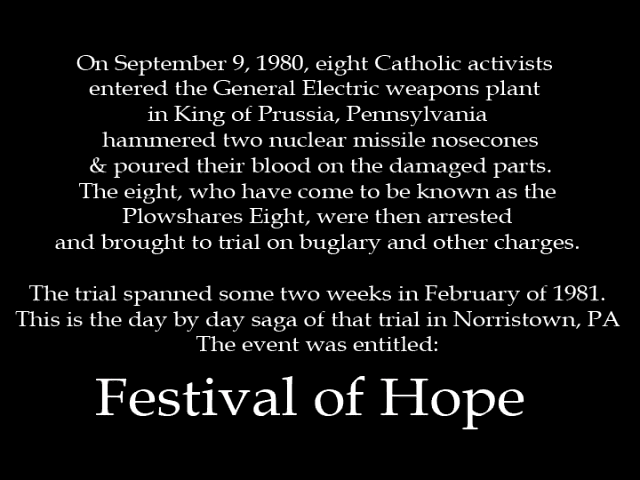 On September 9, 1980, eight Catholic activists
entered the General Electric weapons plant
in King of Prussia, Pennsylvania
hammered two nuclear missile nosecones
& poured their blood on the damaged parts.
The eight, who have come to be known as the
Plowshares Eight, were then arrested
and brought to trial on buglary and other charges.
The trial spanned some two weeks in February of 1981.
This is the day by day saga of that trial in Norristown, PA
The event was entitled:
Festival of Hope